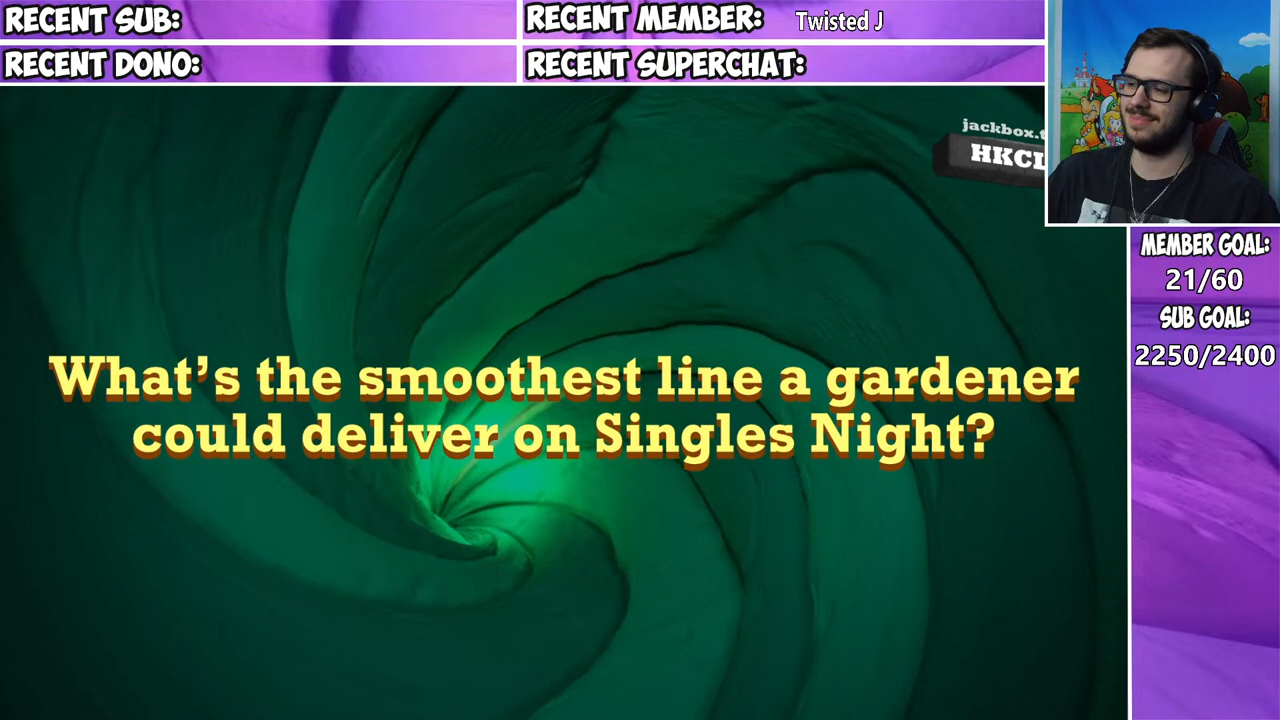 RECENT SUB:
RECENT MEMBER: Twisted J
RECENT DONO:
RECENT SUPERCHAT:
jackbox.t
HKCL
MEMBER GOAL:
21/60
SUB GOAL:
2250/2400
What's the smoothest line a gardener
could deliver on Singles Night?